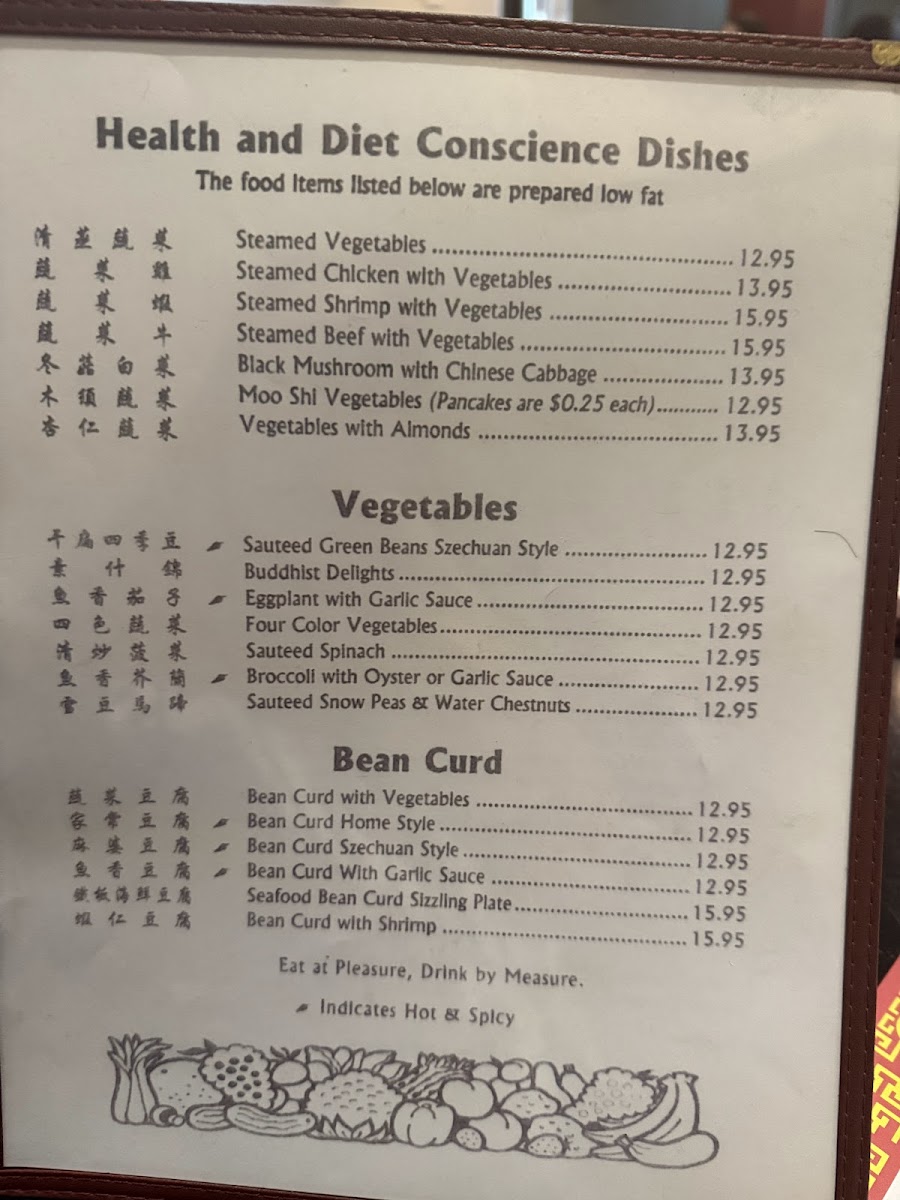 Health and Diet Conscience Dishes
The food items listed below are prepared low fat
清蒸蔬菜 Steamed Vegetables 12.95
蔬菜雞 Steamed Chicken with Vegetables 13.95
蔬菜蝦 Steamed Shrimp with Vegetables 15.95
蔬菜牛 Steamed Beef with Vegetables 15.95
冬菇白菜 Black Mushroom with Chinese Cabbage 13.95
木須蔬菜 Moo Shi Vegetables (Pancakes are $0.25 each) 12.95
杏仁蔬菜 Vegetables with Almonds 13.95
Vegetables
四季豆 Sauteed Green Beans Szechuan Style 12.95
素什錦 Buddhist Delights 12.95
魚香茄子 Eggplant with Garlic Sauce 12.95
四色蔬菜 Four Color Vegetables 12.95
清炒菠菜 Sauteed Spinach 12.95
魚香芥蘭 Broccoli with Oyster or Garlic Sauce 12.95
雪豆馬蹄 Sauteed Snow Peas & Water Chestnuts 12.95
Bean Curd
蔬菜豆腐 Bean Curd with Vegetables 12.95
家常豆腐 Bean Curd Home Style 12.95
麻婆豆腐 Bean Curd Szechuan Style 12.95
魚香豆腐 Bean Curd With Garlic Sauce 12.95
鐵板海鮮豆腐 Seafood Bean Curd Sizzling Plate 15.95
蝦仁豆腐 Bean Curd with Shrimp 15.95
Eat at Pleasure, Drink by Measure.
Indicates Hot & Spicy